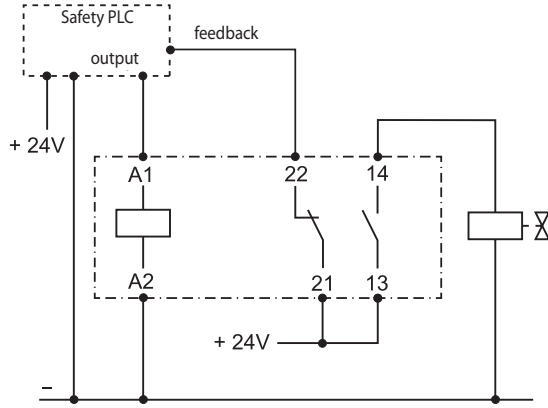 Safety PLC
feedback
output
+ 24V
A1
22
14
A2
21
13
+ 24V
–